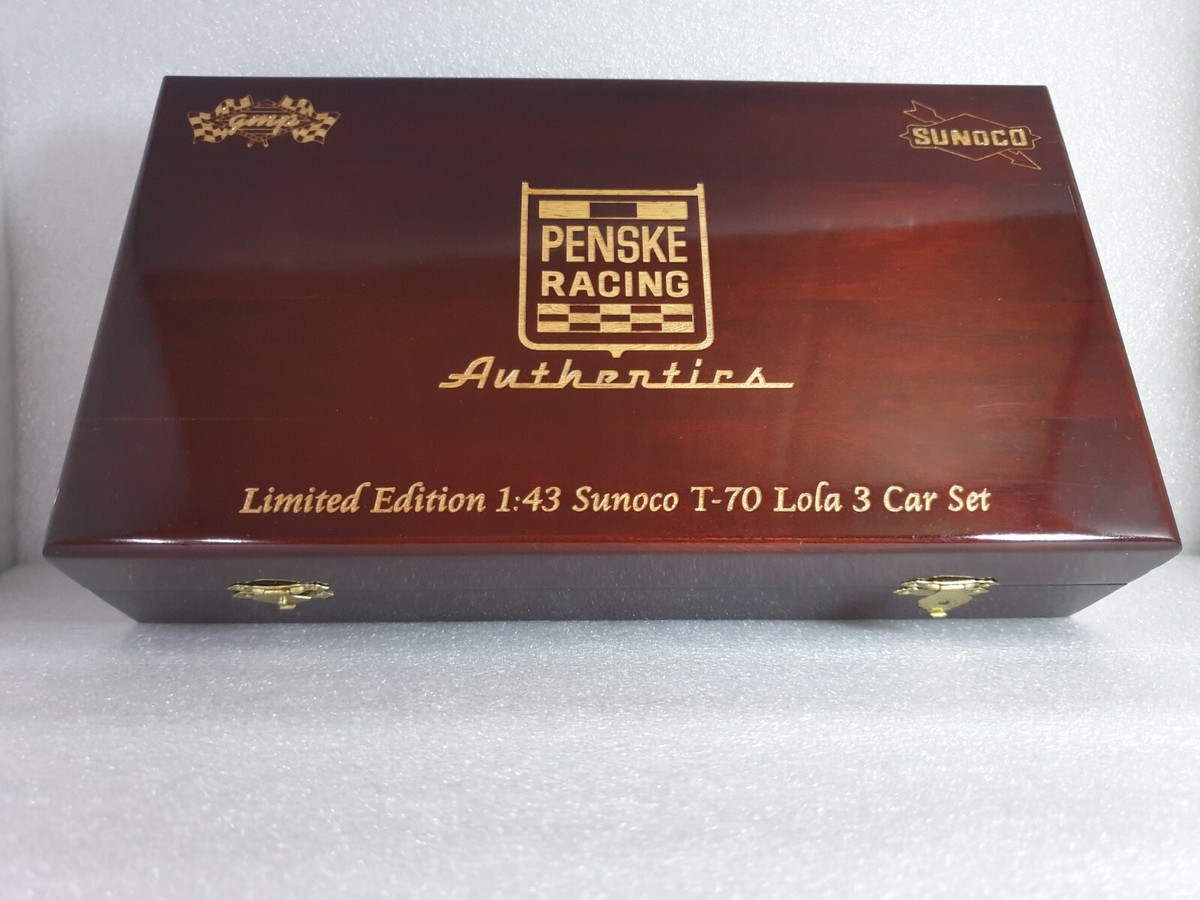 gmp
SUNOCO
PENSKE
RACING
Authentics
Limited Edition 1:43 Sunoco T-70 Lola 3 Car Set